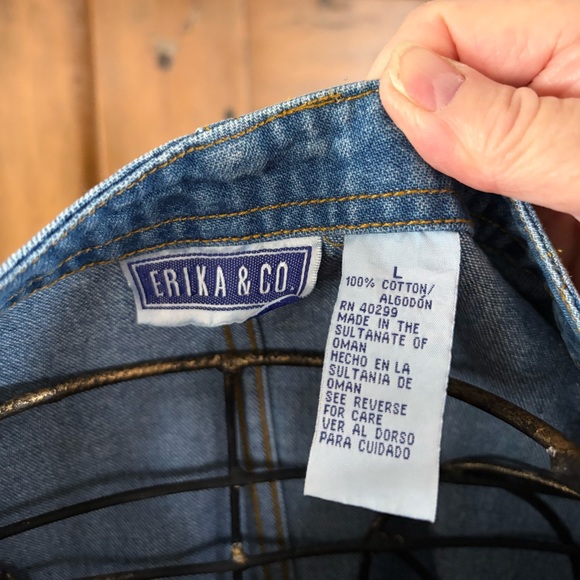 ERIKA & CO.
L
100% COTTON/
ALGODÓN
RN 40299
MADE IN THE
SULTANATE OF
OMAN
HECHO EN LA
SULTANIA DE
OMAN
SEE REVERSE
FOR CARE
VER AL DORSO
PARA CUIDADO